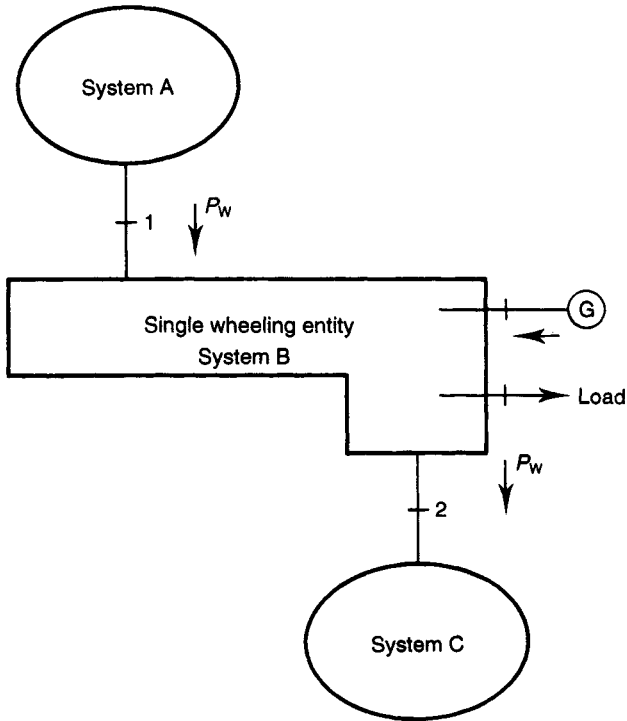 System A
1
P_W
Single wheeling entity
System B
G
Load
P_W
2
System C